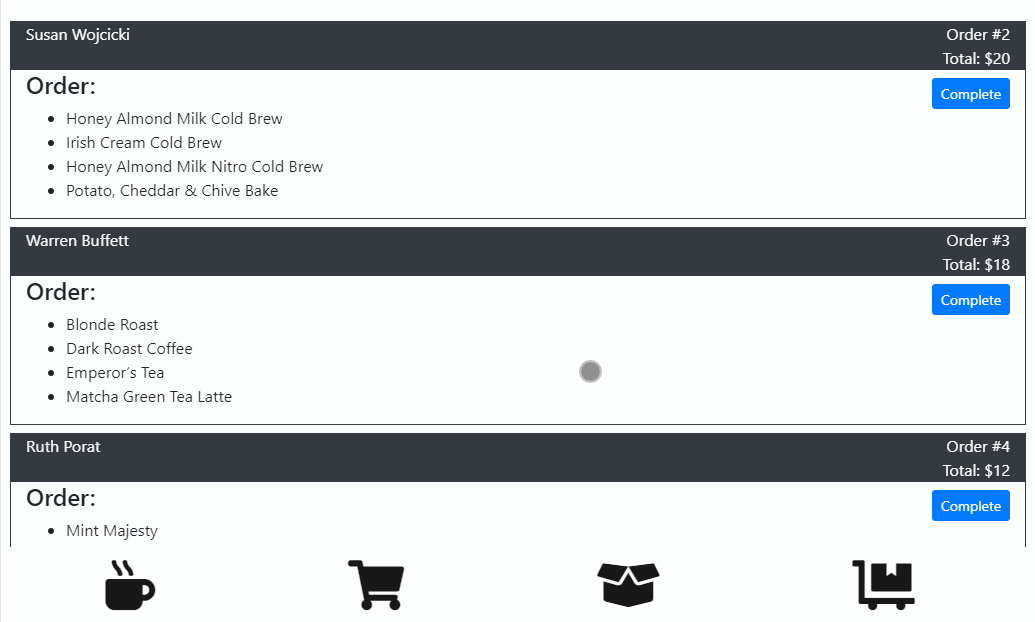 Susan Wojcicki
Order #2
Total: $20
Order:
Complete
Honey Almond Milk Cold Brew
Irish Cream Cold Brew
Honey Almond Milk Nitro Cold Brew
Potato, Cheddar & Chive Bake
Warren Buffett
Order #3
Total: $18
Order:
Complete
Blonde Roast
Dark Roast Coffee
Emperor’s Tea
Matcha Green Tea Latte
Ruth Porat
Order #4
Total: $12
Order:
Complete
Mint Majesty